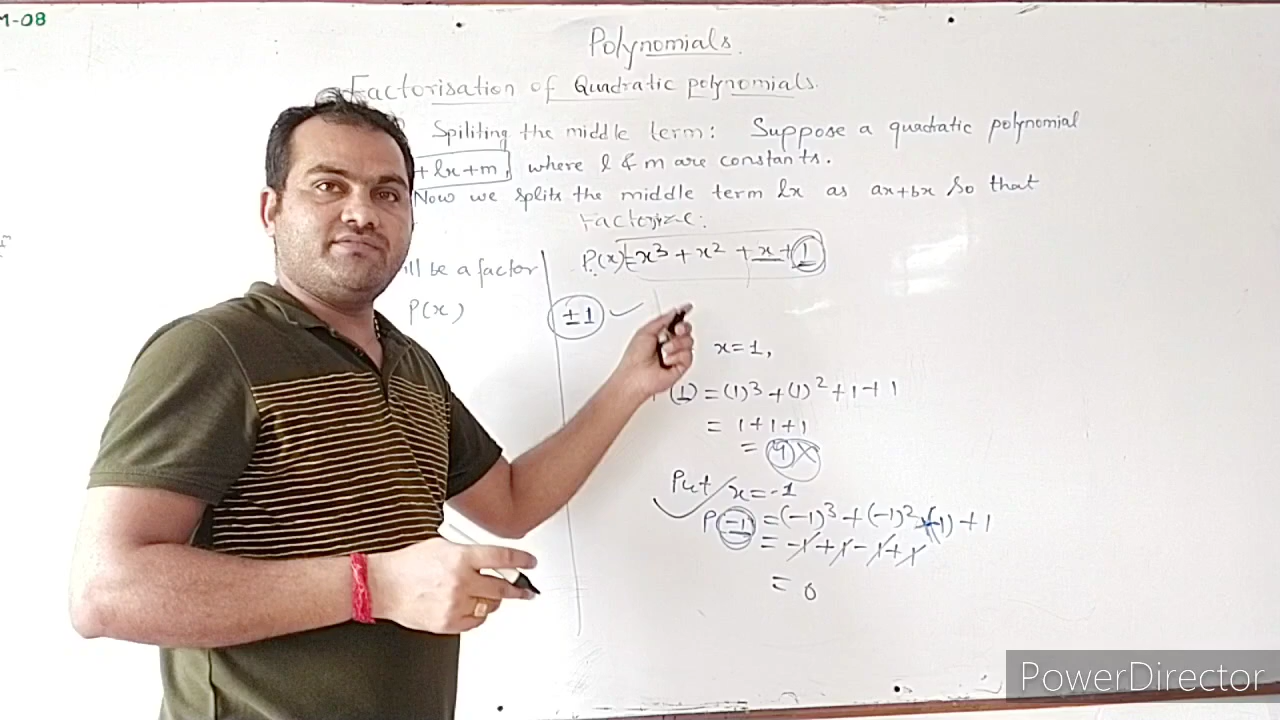 M-08
Polynomials.
Factorisation of Quadratic polynomials.
Spiliting the middle term: Suppose a quadratic polynomial
+ lx+m, where l & m are constants.
Now we splits the middle term lx as ax+bx So that
Factorize:
P(x)=x³+x²+x+1
ill be a factor
P(x)
±1 ✓
x=1,
(1)=(1)³+(1)²+1+1
= 1+1+1
= 4 ×
Put x=-1
P(-1)=(-1)³+(-1)²+(-1)+1
= -1+1-1+1
= 0
PowerDirector